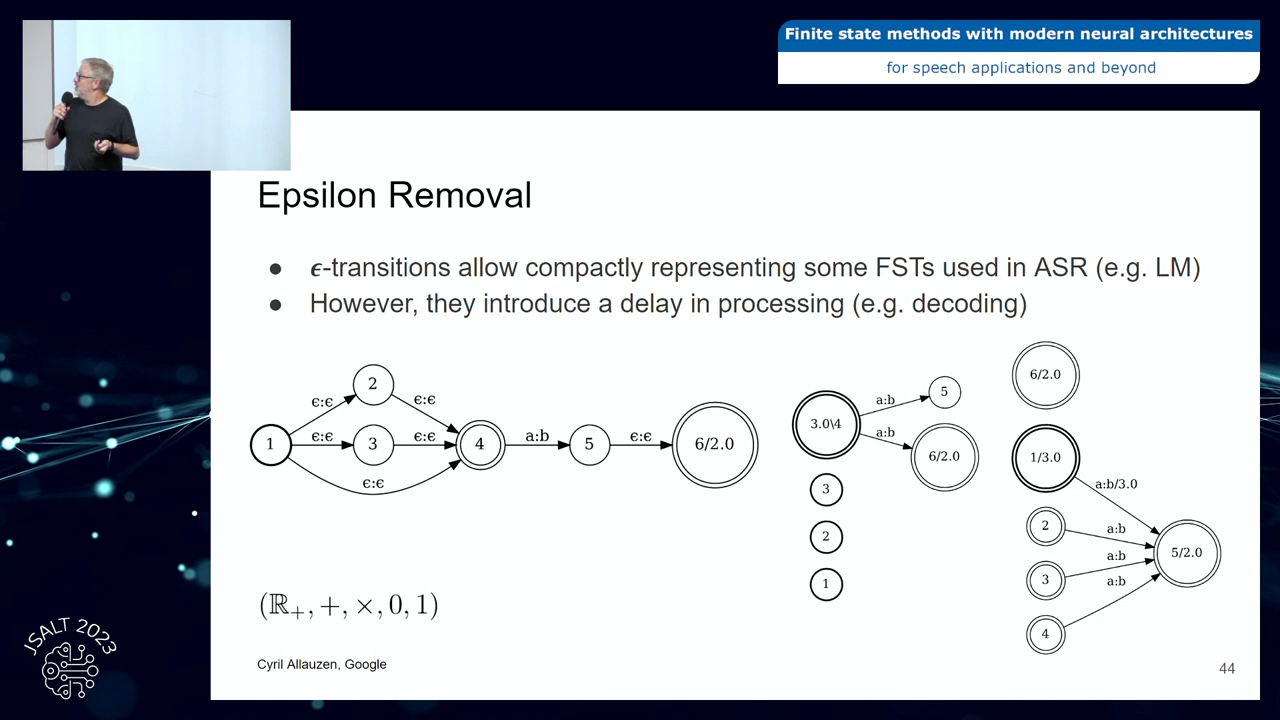 Finite state methods with modern neural architectures
for speech applications and beyond
Epsilon Removal
● ϵ-transitions allow compactly representing some FSTs used in ASR (e.g. LM)
● However, they introduce a delay in processing (e.g. decoding)
1
ϵ:ϵ
2
ϵ:ϵ
ϵ:ϵ
3
ϵ:ϵ
ϵ:ϵ
4
a:b
5
ϵ:ϵ
6/2.0
3.0\4
a:b
5
a:b
6/2.0
3
2
1
6/2.0
1/3.0
a:b/3.0
2
a:b
3
a:b
4
a:b
5/2.0
(ℝ₊, +, ×, 0, 1)
Cyril Allauzen, Google
44
JSALT 2023